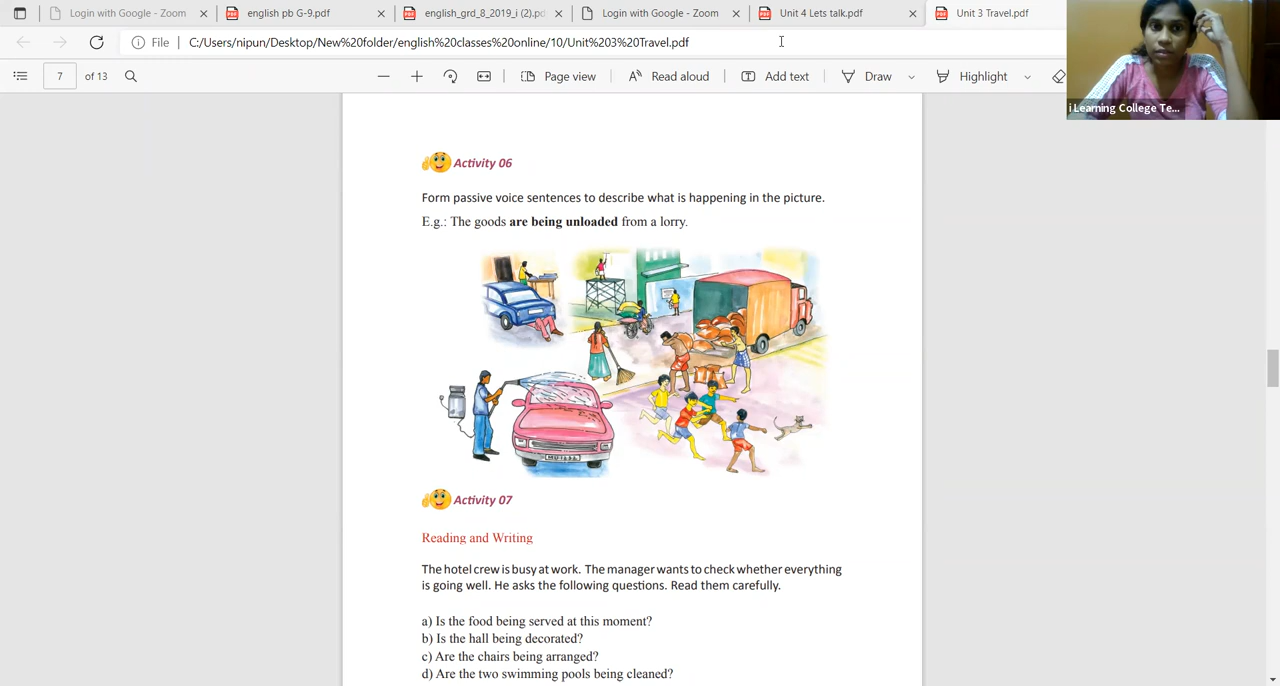 Login with Google - Zoom
english pb G-9.pdf
english_grd_8_2019_i (2).pd
Login with Google - Zoom
Unit 4 Lets talk.pdf
Unit 3 Travel.pdf
File
C:/Users/nipun/Desktop/New%20folder/english%20classes%20online/10/Unit%203%20Travel.pdf
7 of 13
Page view
Read aloud
Add text
Draw
Highlight
i Learning College Te...
Activity 06
Form passive voice sentences to describe what is happening in the picture.
E.g.: The goods are being unloaded from a lorry.
Activity 07
Reading and Writing
The hotel crew is busy at work. The manager wants to check whether everything
is going well. He asks the following questions. Read them carefully.
a) Is the food being served at this moment?
b) Is the hall being decorated?
c) Are the chairs being arranged?
d) Are the two swimming pools being cleaned?